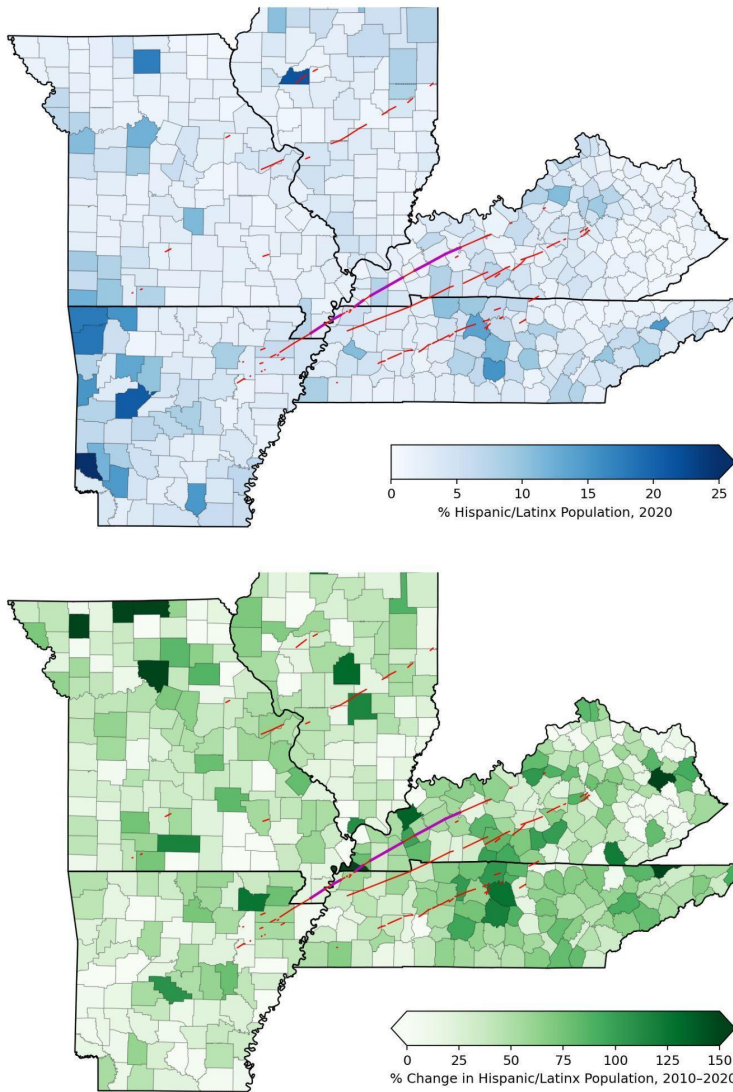 0 5 10 15 20 25
% Hispanic/Latinx Population, 2020
0 25 50 75 100 125 150
% Change in Hispanic/Latinx Population, 2010–2020